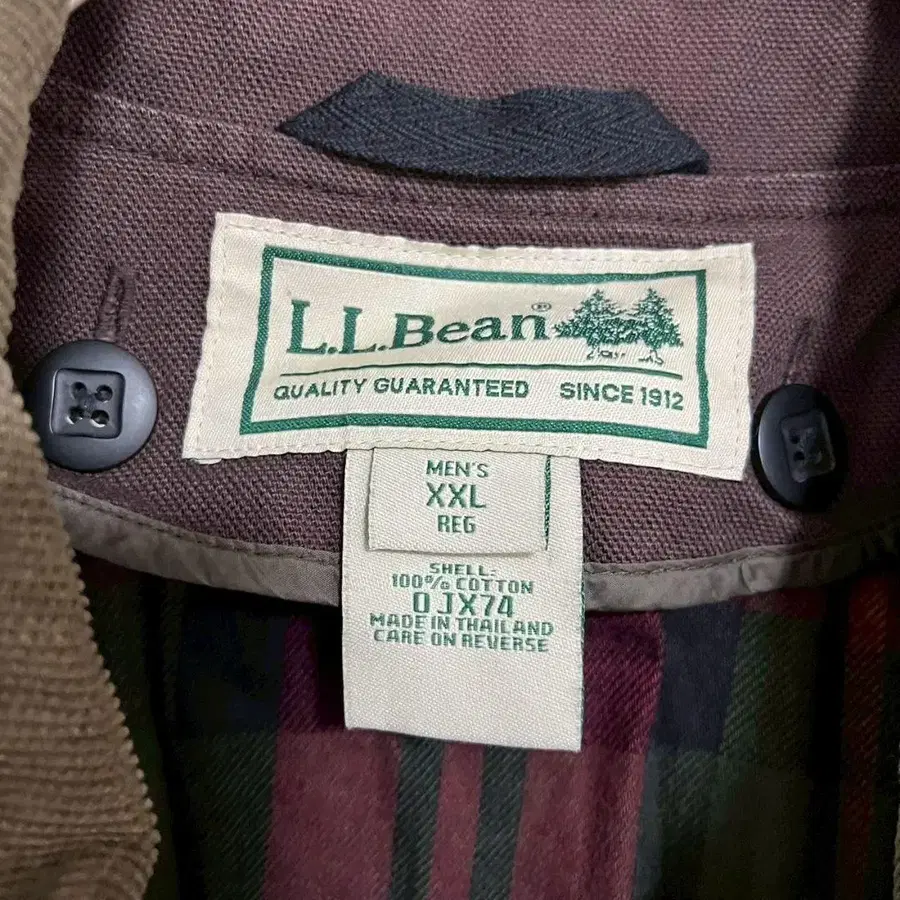 L.L.Bean®
QUALITY GUARANTEED SINCE 1912
MEN'S
XXL
REG
SHELL:
100% COTTON
0JX74
MADE IN THAILAND
CARE ON REVERSE